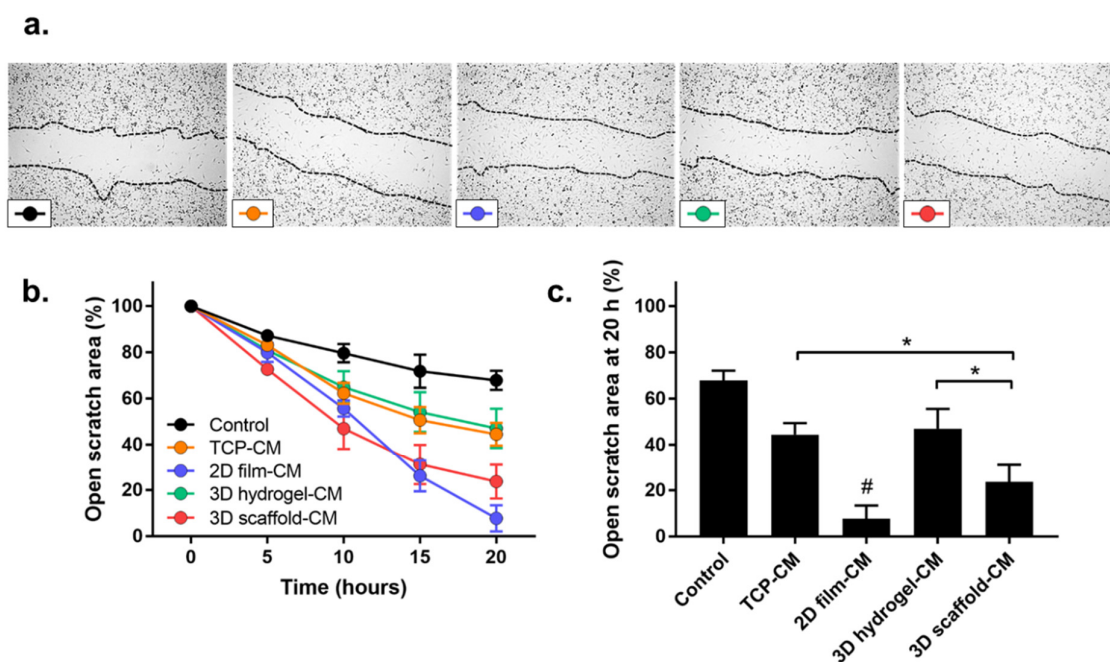 a.
b.
Open scratch area (%)
100
80
60
40
20
0
Control
TCP-CM
2D film-CM
3D hydrogel-CM
3D scaffold-CM
0 5 10 15 20
Time (hours)
c.
Open scratch area at 20 h (%)
100
80
60
40
20
0
*
*
#
Control
TCP-CM
2D film-CM
3D hydrogel-CM
3D scaffold-CM